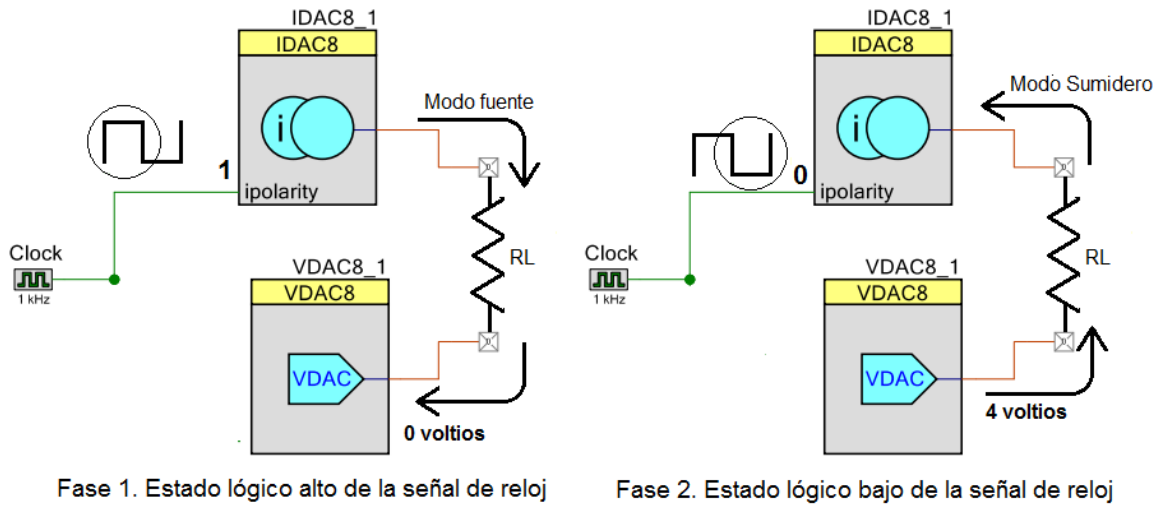 IDAC8_1
IDAC8
i
Modo fuente
1
ipolarity
Clock
1 kHz
RL
VDAC8_1
VDAC8
VDAC
0 voltios
Fase 1. Estado lógico alto de la señal de reloj
IDAC8_1
IDAC8
i
Modo Sumidero
0
ipolarity
Clock
1 kHz
RL
VDAC8_1
VDAC8
VDAC
4 voltios
Fase 2. Estado lógico bajo de la señal de reloj